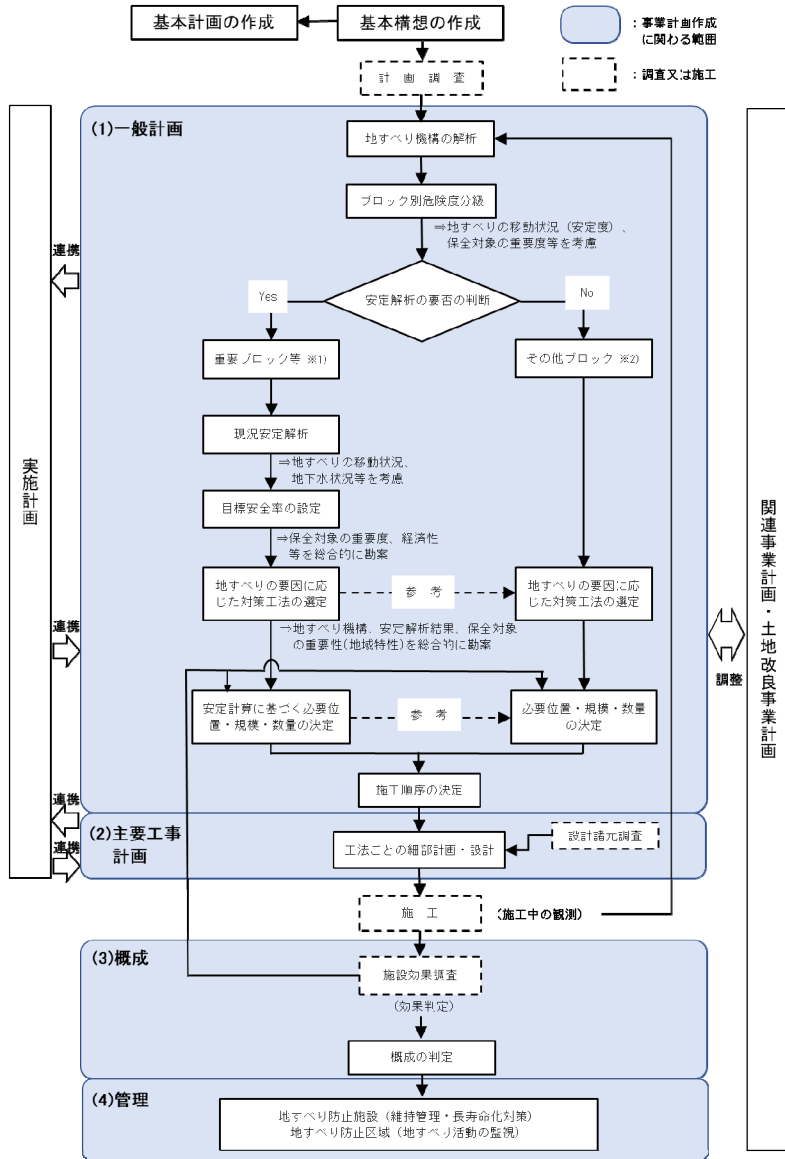 基本計画の作成
基本構想の作成
：事業計画作成
に関わる範囲
：調査又は施工
計 画 調 査
(1)一般計画
地すべり機構の解析
ブロック別危険度分級
⇒地すべりの移動状況（安定度）、
保全対象の重要度等を考慮
連携
安定解析の要否の判断
Yes
No
重要ブロック等 ※1)
その他ブロック ※2)
現況安定解析
⇒地すべりの移動状況、
地下水状況等を考慮
目標安全率の設定
⇒保全対象の重要度、経済性
等を総合的に勘案
地すべりの要因に応
じた対策工法の選定
参 考
地すべりの要因に応
じた対策工法の選定
連携
⇒地すべり機構、安定解析結果、保全対象
の重要性(地域特性)を総合的に勘案
安定計算に基づく必要位
置・規模・数量の決定
参 考
必要位置・規模・数量
の決定
施工順序の決定
実施計画
関連事業計画・土地改良事業計画
調整
連携
連携
(2)主要工事
計画
工法ごとの細部計画・設計
設計諸元調査
施 工
(施工中の観測)
(3)概成
施設効果調査
(効果判定)
概成の判定
(4)管理
地すべり防止施設（維持管理・長寿命化対策）
地すべり防止区域（地すべり活動の監視）